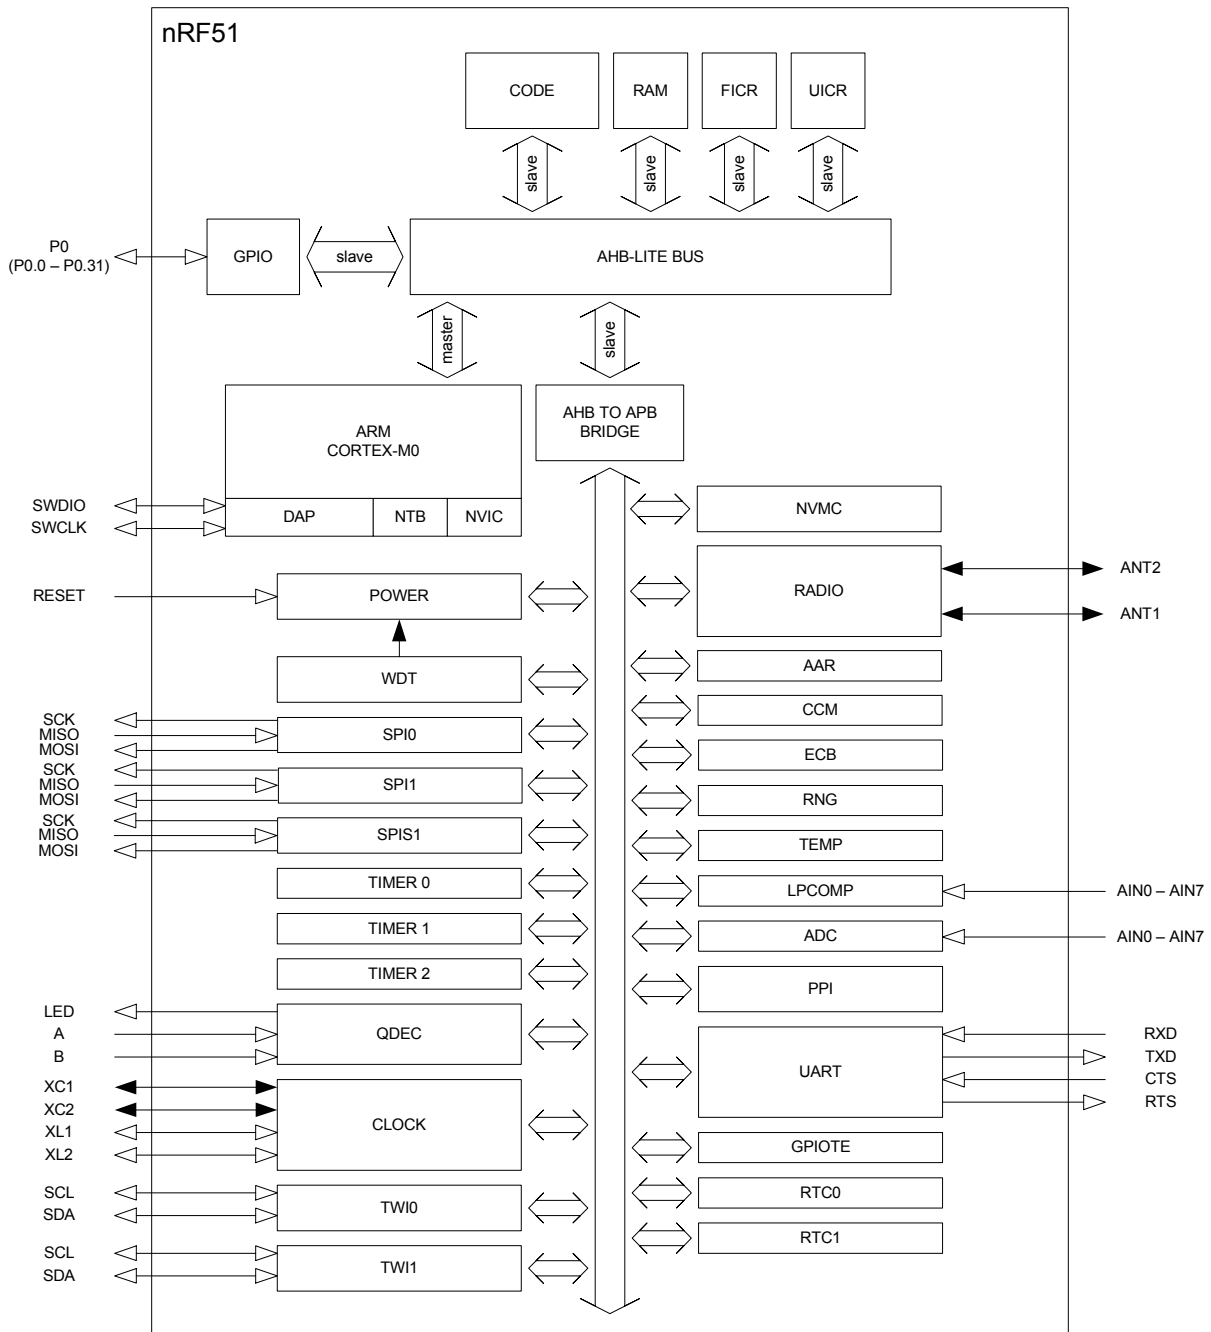 nRF51
CODE
RAM
FICR
UICR
slave
slave
slave
slave
P0
(P0.0 – P0.31)
GPIO
slave
AHB-LITE BUS
master
slave
ARM
CORTEX-M0
AHB TO APB
BRIDGE
SWDIO
SWCLK
DAP
NTB
NVIC
NVMC
RESET
POWER
RADIO
ANT2
ANT1
WDT
AAR
SCK
MISO
MOSI
SPI0
CCM
ECB
SCK
MISO
MOSI
SPI1
RNG
SCK
MISO
MOSI
SPIS1
TEMP
TIMER 0
LPCOMP
AIN0 – AIN7
TIMER 1
ADC
AIN0 – AIN7
TIMER 2
PPI
LED
A
B
QDEC
UART
RXD
TXD
CTS
RTS
XC1
XC2
XL1
XL2
CLOCK
GPIOTE
SCL
SDA
TWI0
RTC0
RTC1
SCL
SDA
TWI1